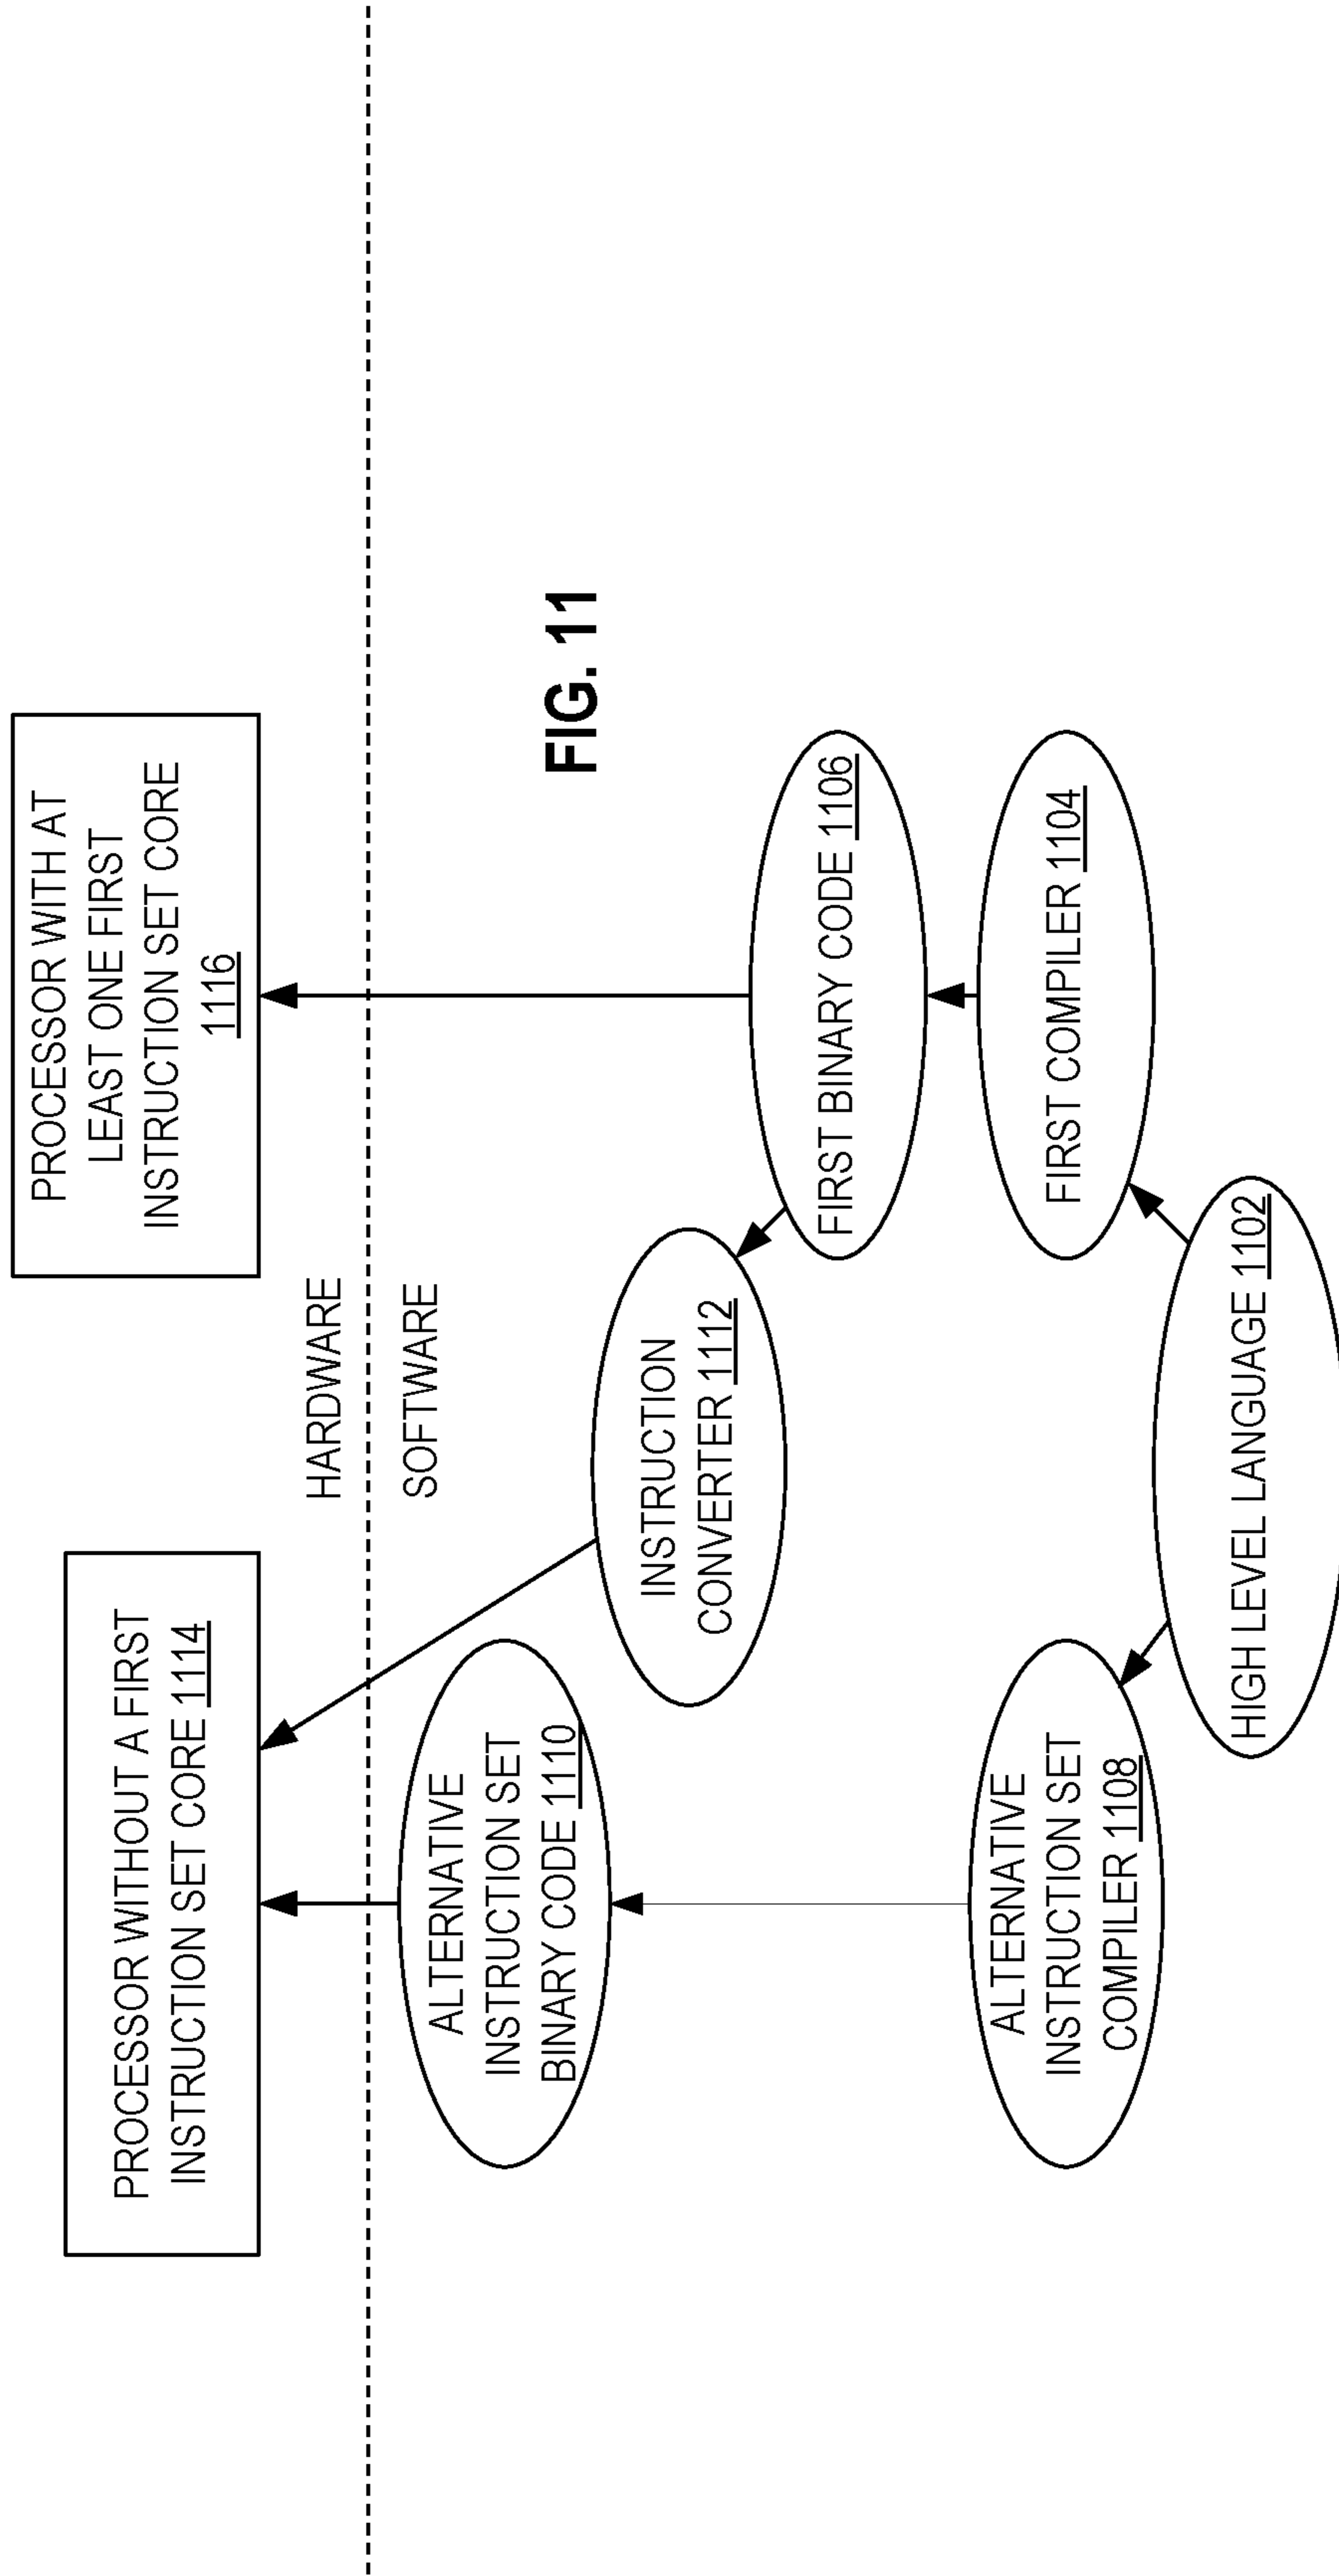 PROCESSOR WITHOUT A FIRST
INSTRUCTION SET CORE 1114
PROCESSOR WITH AT
LEAST ONE FIRST
INSTRUCTION SET CORE
1116
HARDWARE
SOFTWARE
ALTERNATIVE
INSTRUCTION SET
BINARY CODE 1110
INSTRUCTION
CONVERTER 1112
FIG. 11
FIRST BINARY CODE 1106
ALTERNATIVE
INSTRUCTION SET
COMPILER 1108
FIRST COMPILER 1104
HIGH LEVEL LANGUAGE 1102